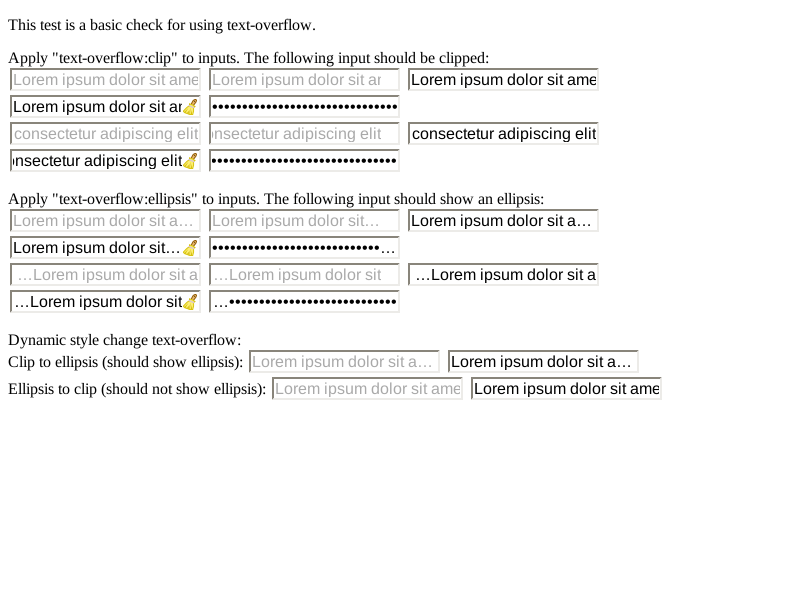 This test is a basic check for using text-overflow.
Apply "text-overflow:clip" to inputs. The following input should be clipped:
Lorem ipsum dolor sit ame Lorem ipsum dolor sit ar Lorem ipsum dolor sit ame
Lorem ipsum dolor sit ar •••••••••••••••••••••••••••••••
consectetur adipiscing elit onsectetur adipiscing elit consectetur adipiscing elit
onsectetur adipiscing elit •••••••••••••••••••••••••••••••
Apply "text-overflow:ellipsis" to inputs. The following input should show an ellipsis:
Lorem ipsum dolor sit a… Lorem ipsum dolor sit… Lorem ipsum dolor sit a…
Lorem ipsum dolor sit… ••••••••••••••••••••••••••••…
…Lorem ipsum dolor sit a …Lorem ipsum dolor sit …Lorem ipsum dolor sit a
…Lorem ipsum dolor sit …••••••••••••••••••••••••••••
Dynamic style change text-overflow:
Clip to ellipsis (should show ellipsis): Lorem ipsum dolor sit a… Lorem ipsum dolor sit a…
Ellipsis to clip (should not show ellipsis): Lorem ipsum dolor sit ame Lorem ipsum dolor sit ame